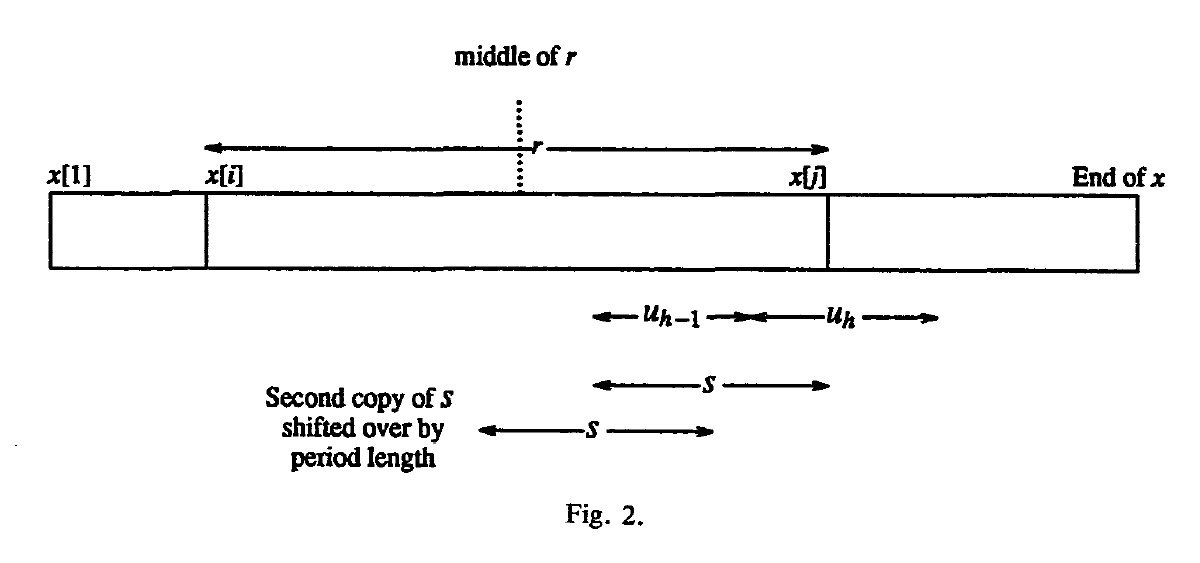 middle of r
r
x[1] x[i] x[j] End of x
u_{h-1} u_h
s
Second copy of s
shifted over by
period length
s
Fig. 2.